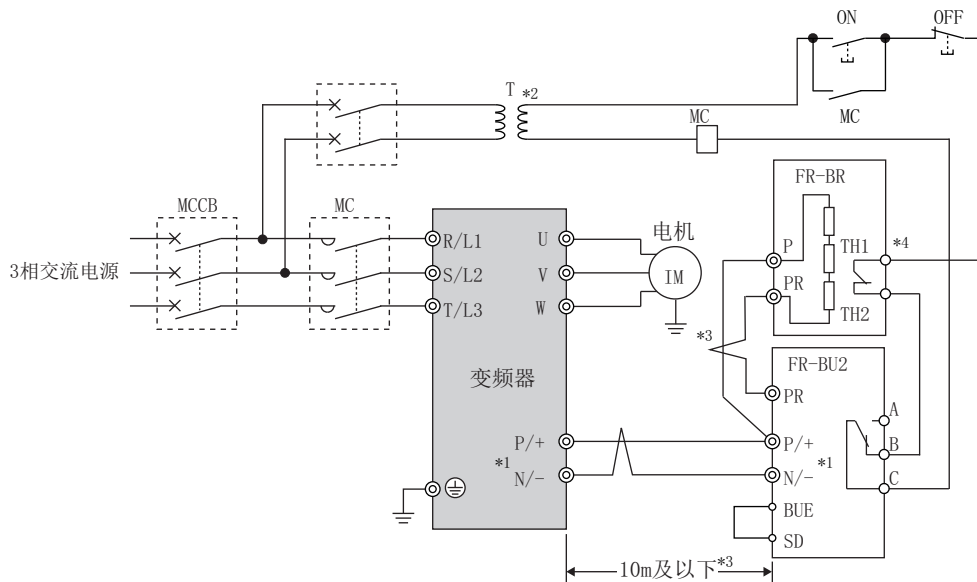 ON
OFF
T *2
MC
MC
FR-BR
MCCB
MC
R/L1
U
电机
P
TH1
*4
3相交流电源
S/L2
V
IM
PR
T/L3
W
TH2
*3
FR-BU2
变频器
PR
A
P/+
P/+
B
*1
N/-
N/-
*1
C
BUE
SD
10m及以下*3